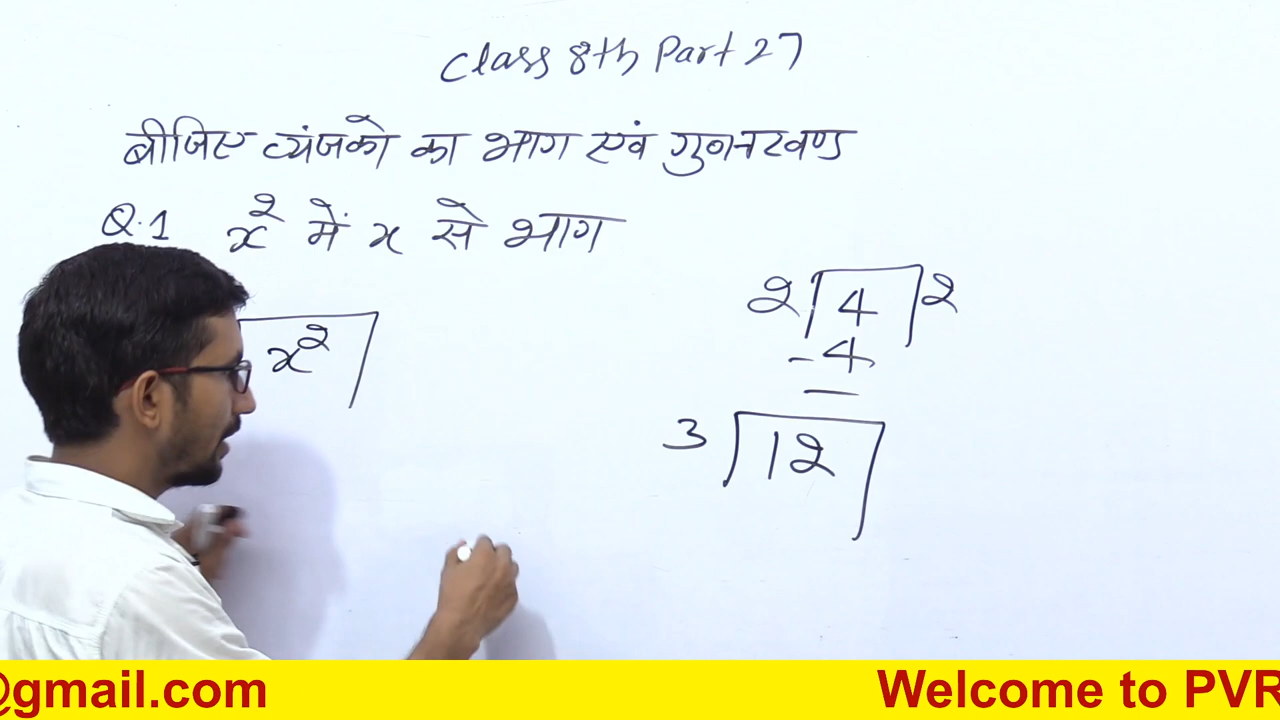 Class 8th Part 27
बीजिए व्यंजको का भाग एवं गुणनखण्ड
Q.1 x² में x से भाग
x²
2 4 2
-4
3 12
@gmail.com
Welcome to PVR